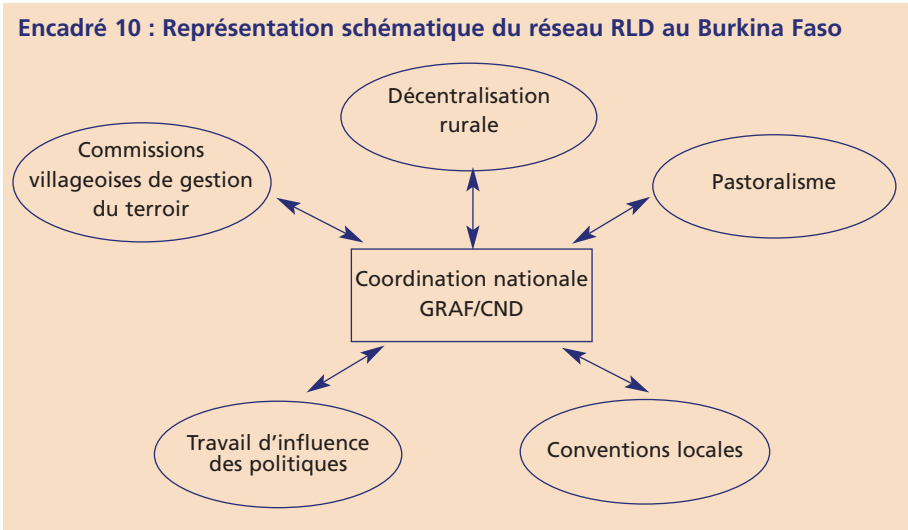 Encadré 10 : Représentation schématique du réseau RLD au Burkina Faso
Décentralisation
rurale
Commissions
villageoises de gestion
du terroir
Pastoralisme
Coordination nationale
GRAF/CND
Travail d'influence
des politiques
Conventions locales